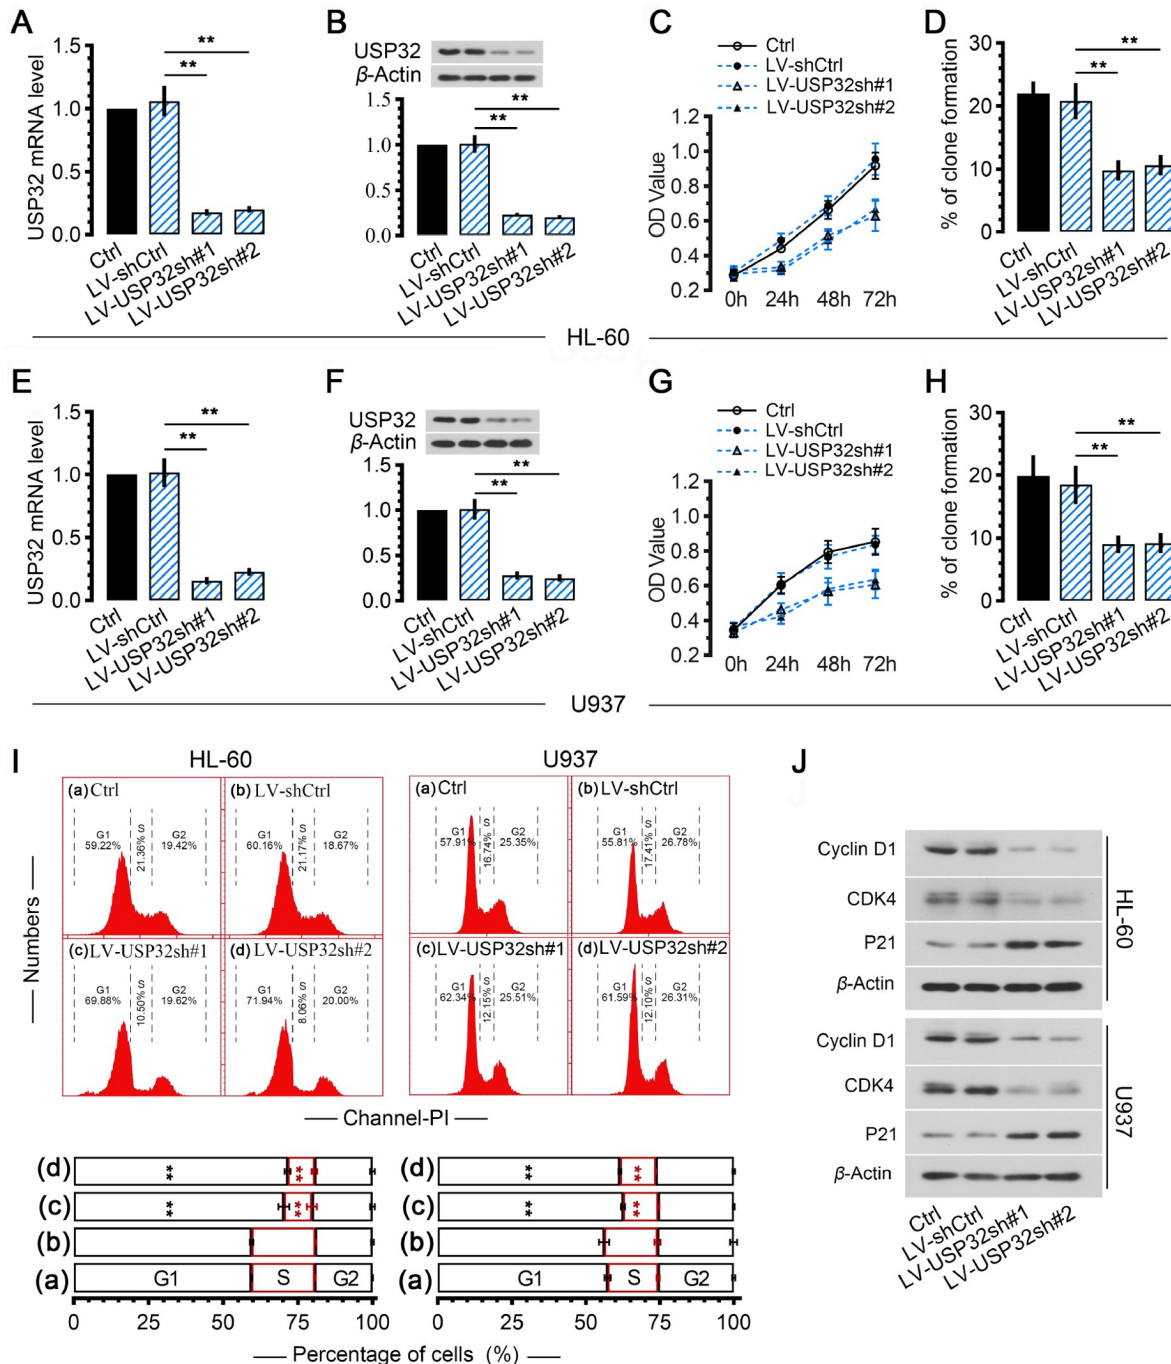 A
USP32 mRNA level
1.5
1.0
0.5
0.0
**
**
Ctrl
LV-shCtrl
LV-USP32sh#1
LV-USP32sh#2
B
USP32
β-Actin
1.5
1.0
0.5
0.0
**
**
Ctrl
LV-shCtrl
LV-USP32sh#1
LV-USP32sh#2
C
Ctrl
LV-shCtrl
LV-USP32sh#1
LV-USP32sh#2
OD Value
1.2
1.0
0.8
0.6
0.4
0.2
0h 24h 48h 72h
D
% of clone formation
30
20
10
0
**
**
Ctrl
LV-shCtrl
LV-USP32sh#1
LV-USP32sh#2
HL-60
E
USP32 mRNA level
1.5
1.0
0.5
0.0
**
**
Ctrl
LV-shCtrl
LV-USP32sh#1
LV-USP32sh#2
F
USP32
β-Actin
1.5
1.0
0.5
0.0
**
**
Ctrl
LV-shCtrl
LV-USP32sh#1
LV-USP32sh#2
G
Ctrl
LV-shCtrl
LV-USP32sh#1
LV-USP32sh#2
OD Value
1.2
1.0
0.8
0.6
0.4
0.2
0h 24h 48h 72h
H
% of clone formation
30
20
10
0
**
**
Ctrl
LV-shCtrl
LV-USP32sh#1
LV-USP32sh#2
U937
I
HL-60
Numbers
(a) Ctrl
G1
59.22%
S
21.36%
G2
19.42%
(b) LV-shCtrl
G1
60.16%
S
21.17%
G2
18.67%
(c) LV-USP32sh#1
G1
69.88%
S
10.50%
G2
19.62%
(d) LV-USP32sh#2
G1
71.94%
S
8.06%
G2
20.00%
U937
(a) Ctrl
G1
57.91%
S
16.74%
G2
25.35%
(b) LV-shCtrl
G1
55.81%
S
17.41%
G2
26.78%
(c) LV-USP32sh#1
G1
62.34%
S
12.15%
G2
25.51%
(d) LV-USP32sh#2
G1
61.59%
S
12.10%
G2
26.31%
Channel-PI
(d) ** **
(c) ** **
(b)
(a) G1 S G2
0 25 50 75 100
(d) ** **
(c) ** **
(b)
(a) G1 S G2
0 25 50 75 100
Percentage of cells (%)
J
Cyclin D1
CDK4
P21
β-Actin
HL-60
Cyclin D1
CDK4
P21
β-Actin
U937
Ctrl
LV-shCtrl
LV-USP32sh#1
LV-USP32sh#2